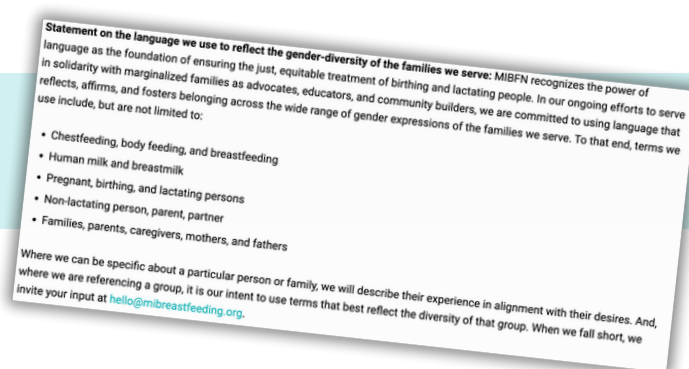 Statement on the language we use to reflect the gender-diversity of the families we serve: MIBFN recognizes the power of
language as the foundation of ensuring the just, equitable treatment of birthing and lactating people. In our ongoing efforts to serve
in solidarity with marginalized families as advocates, educators, and community builders, we are committed to using language that
reflects, affirms, and fosters belonging across the wide range of gender expressions of the families we serve. To that end, terms we
use include, but are not limited to:
• Chestfeeding, body feeding, and breastfeeding
• Human milk and breastmilk
• Pregnant, birthing, and lactating persons
• Non-lactating person, parent, partner
• Families, parents, caregivers, mothers, and fathers
Where we can be specific about a particular person or family, we will describe their experience in alignment with their desires. And,
where we are referencing a group, it is our intent to use terms that best reflect the diversity of that group. When we fall short, we
invite your input at hello@mibreastfeeding.org.